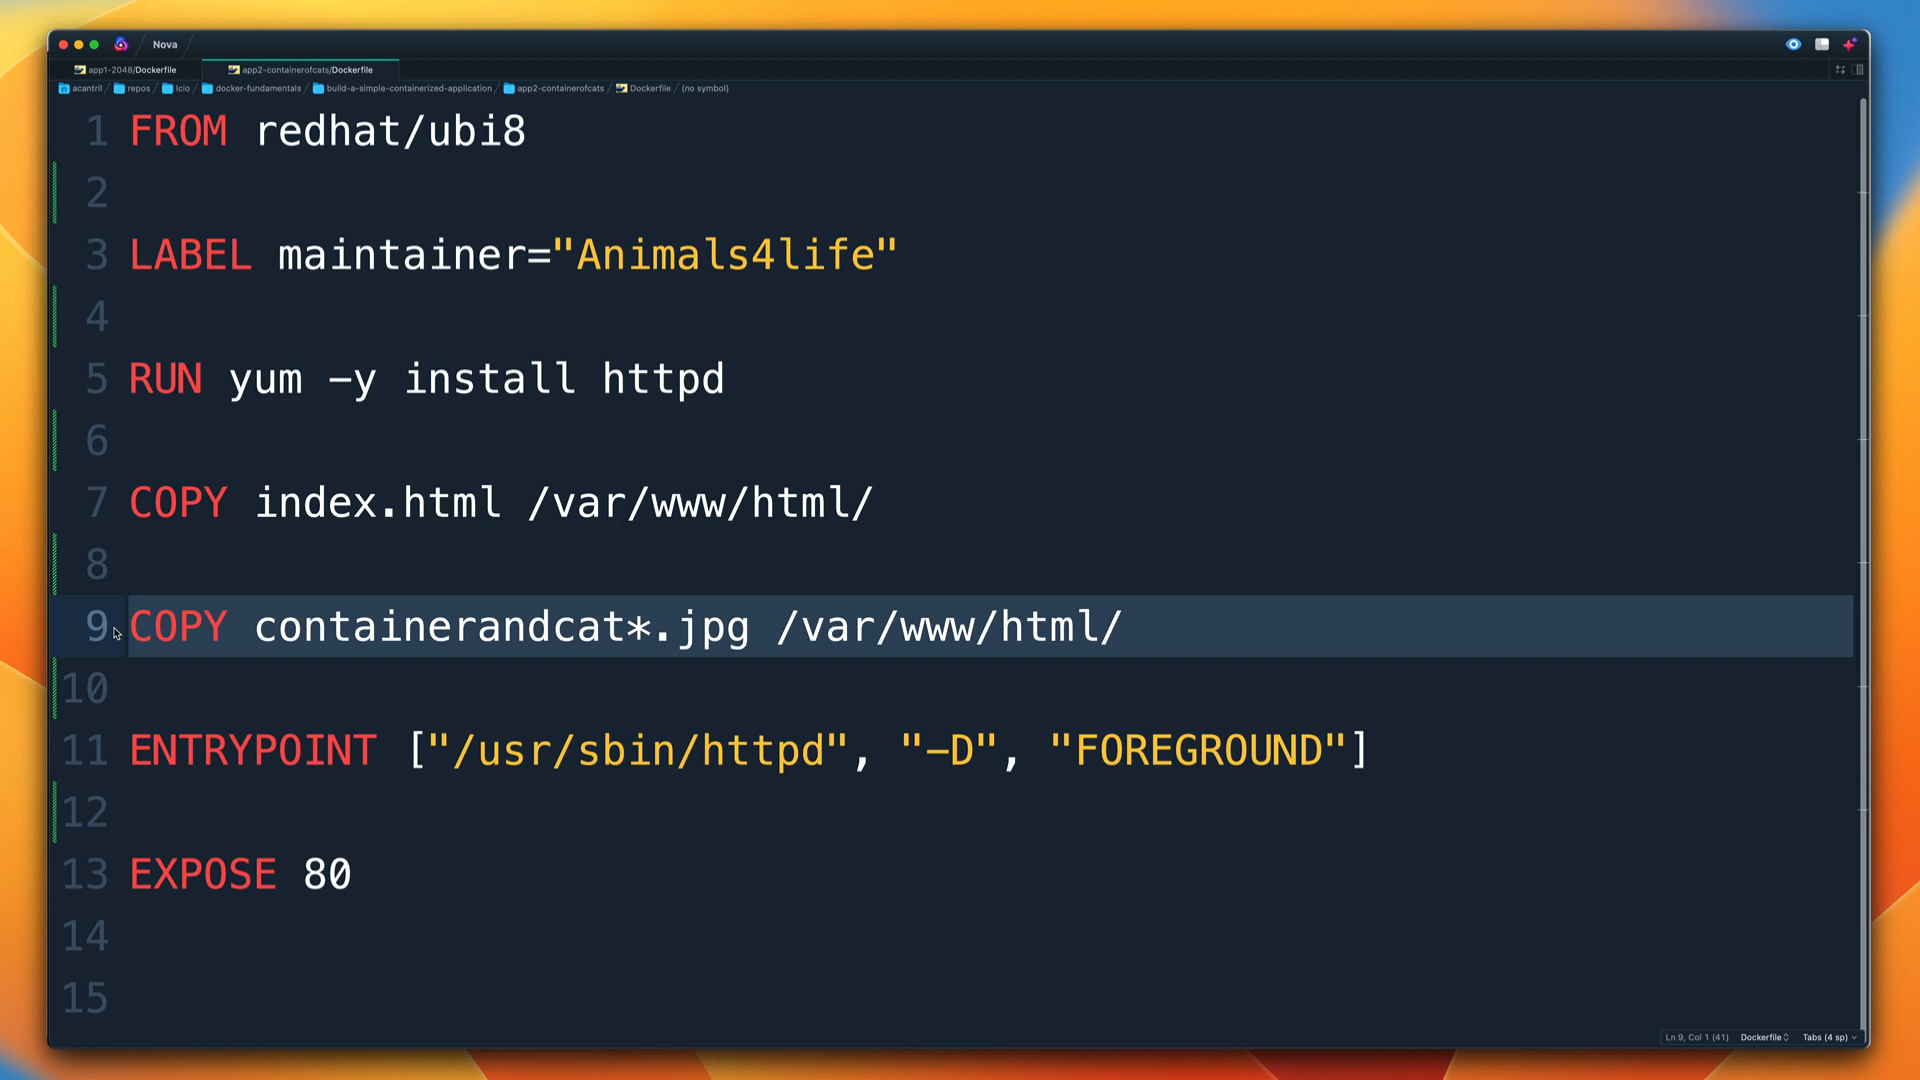 Nova
app1-2048/Dockerfile
app2-containerofcats/Dockerfile
acantril / repos / lcio / docker-fundamentals / build-a-simple-containerized-application / app2-containerofcats / Dockerfile / (no symbol)
1 FROM redhat/ubi8
2
3 LABEL maintainer="Animals4life"
4
5 RUN yum -y install httpd
6
7 COPY index.html /var/www/html/
8
9 COPY containerandcat*.jpg /var/www/html/
10
11 ENTRYPOINT ["/usr/sbin/httpd", "-D", "FOREGROUND"]
12
13 EXPOSE 80
14
15
Ln 9, Col 1 (41) Dockerfile Tabs (4 sp)